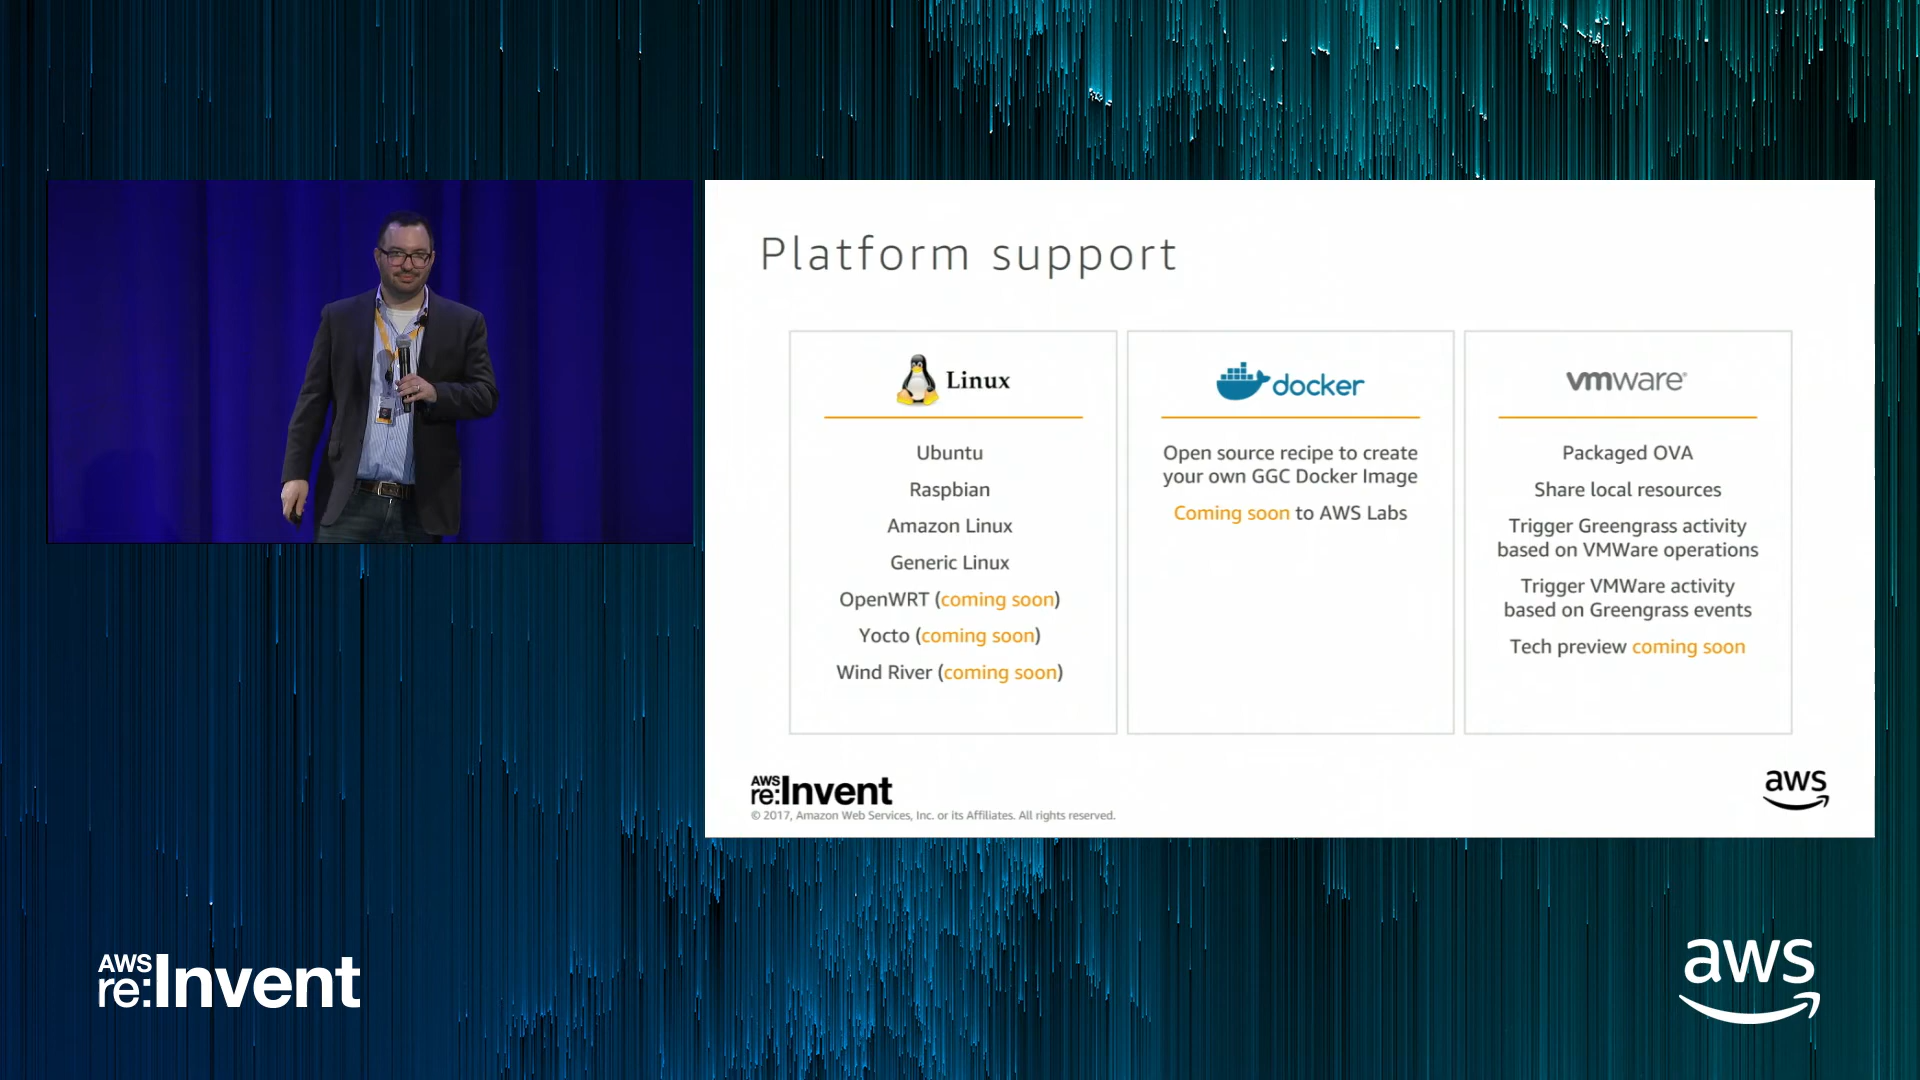 Platform support
Linux
Ubuntu
Raspbian
Amazon Linux
Generic Linux
OpenWRT (coming soon)
Yocto (coming soon)
Wind River (coming soon)
docker
Open source recipe to create
your own GGC Docker Image
Coming soon to AWS Labs
vmware®
Packaged OVA
Share local resources
Trigger Greengrass activity
based on VMWare operations
Trigger VMWare activity
based on Greengrass events
Tech preview coming soon
AWS
re:Invent
© 2017, Amazon Web Services, Inc. or its Affiliates. All rights reserved.
aws
AWS
re:Invent
aws